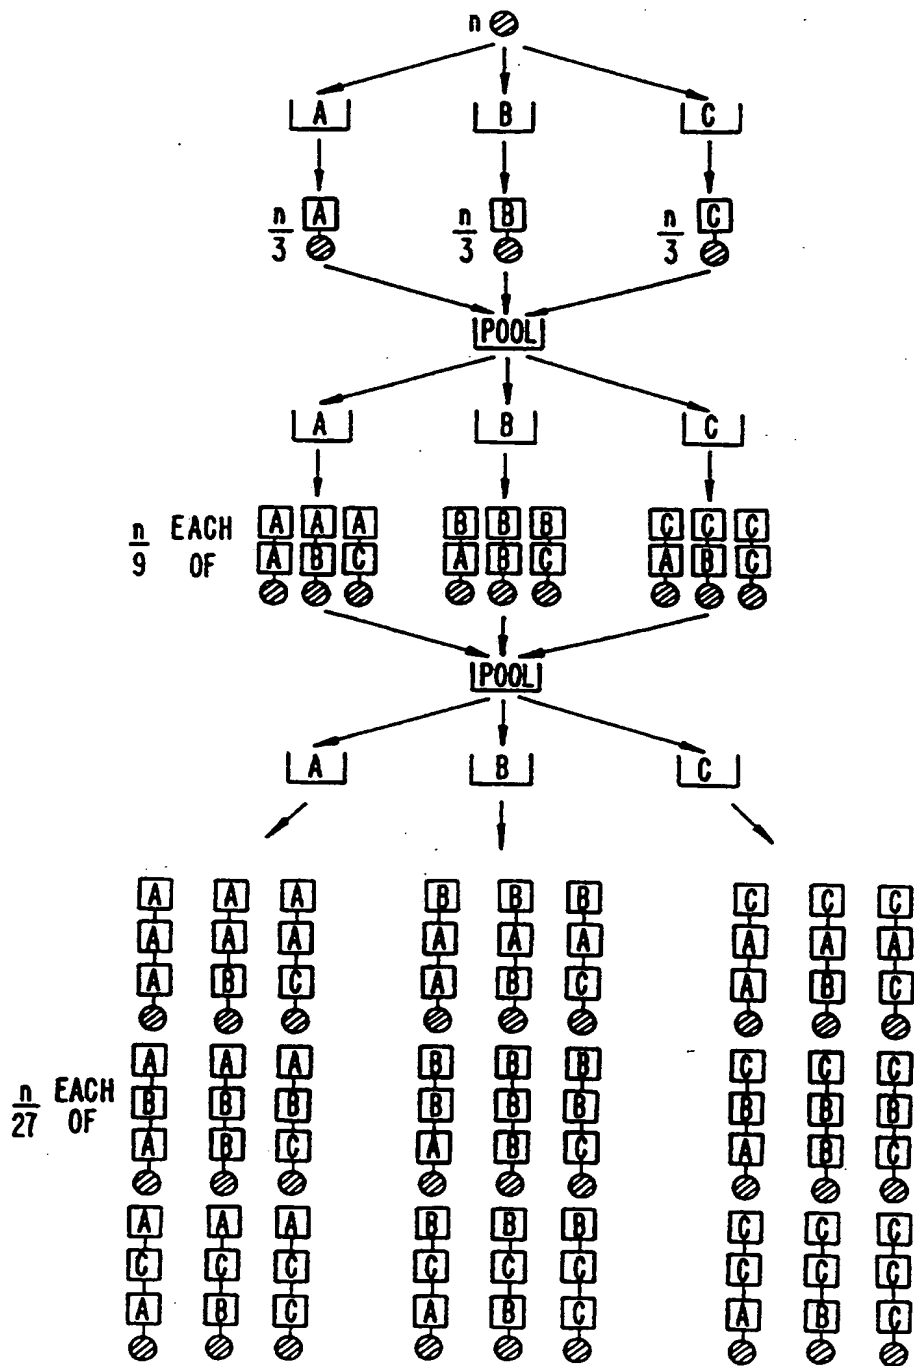 n
A B C
n/3 A n/3 B n/3 C
POOL
A B C
A A A B B B C C C
n/9 EACH OF
A B C A B C A B C
POOL
A B C
A A A B B B C C C
A A A A A A A A A
A B C A B C A B C
A A A B B B C C C
n/27 EACH OF
B B B B B B B B B
A B C A B C A B C
A A A B B B C C C
C C C C C C C C C
A B C A B C A B C